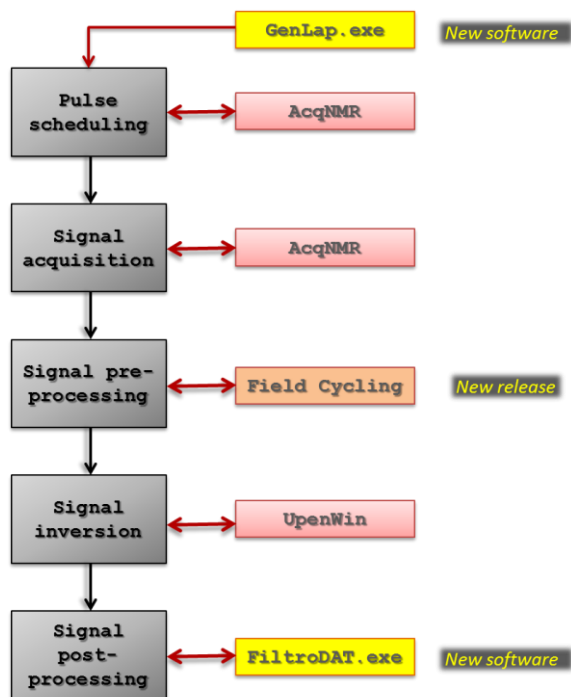 GenLap.exe
New software
Pulse
scheduling
AcqNMR
Signal
acquisition
AcqNMR
Signal pre-
processing
Field Cycling
New release
Signal
inversion
UpenWin
Signal
post-
processing
FiltroDAT.exe
New software